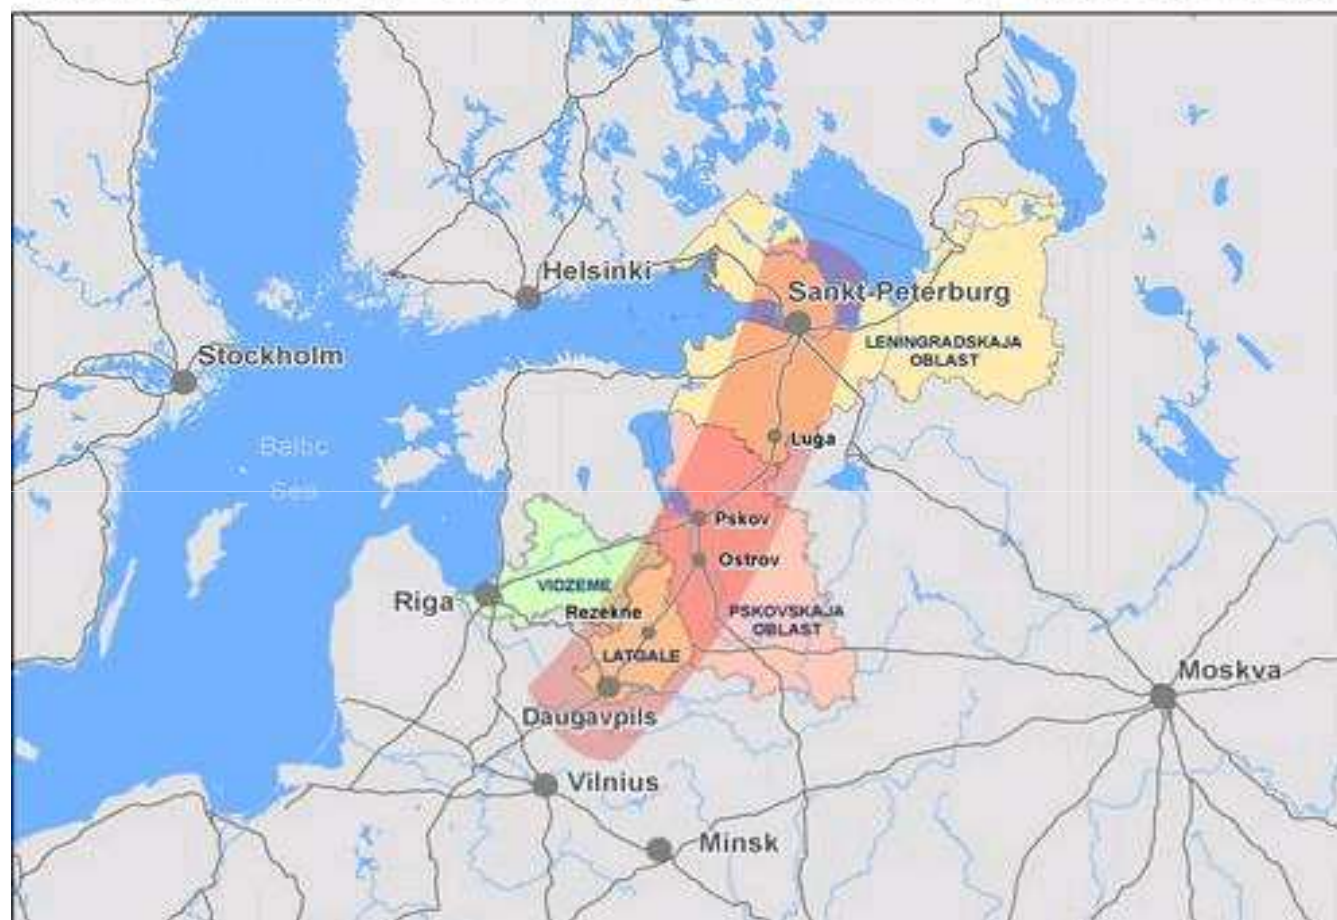 Helsinki
Sankt-Peterburg
Stockholm
LENINGRADSKAJA
OBLAST
Baltic
Sea
Luga
Pskov
Ostrov
VIDZEME
Riga
Rezekne
PSKOVSKAJA
OBLAST
LATGALE
Moskva
Daugavpils
Vilnius
Minsk